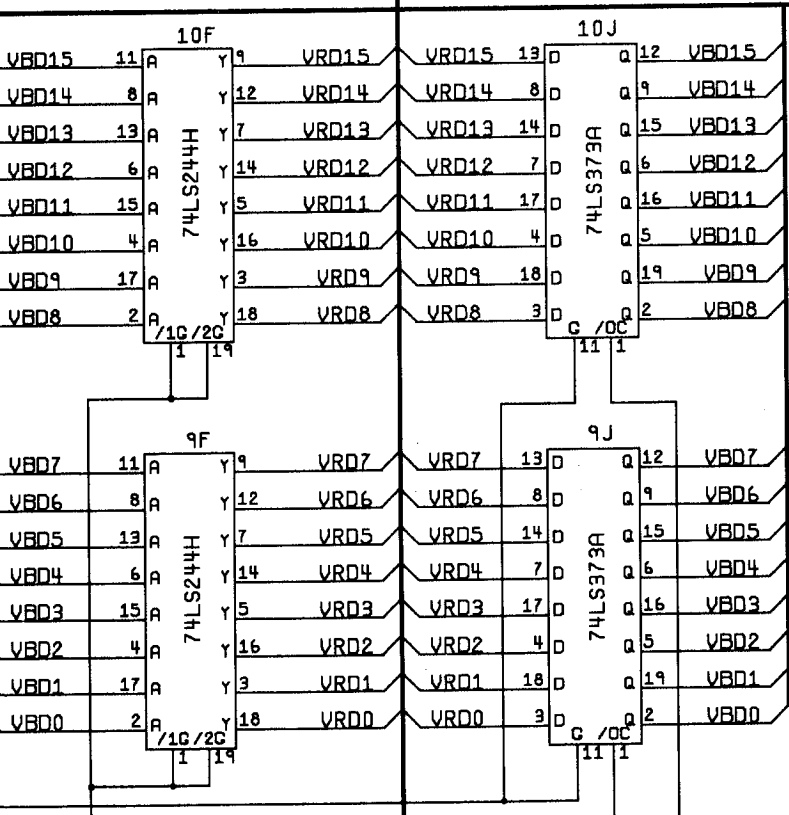 10F 10J
VBD15 11 A Y 9 VRD15 VRD15 13 D Q 12 VBD15
VBD14 8 A Y 12 VRD14 VRD14 8 D Q 9 VBD14
VBD13 13 A Y 7 VRD13 VRD13 14 D Q 15 VBD13
VBD12 6 A Y 14 VRD12 VRD12 7 D Q 6 VBD12
VBD11 15 A Y 5 VRD11 VRD11 17 D Q 16 VBD11
VBD10 4 A Y 16 VRD10 VRD10 4 D Q 5 VBD10
VBD9 17 A Y 3 VRD9 VRD9 18 D Q 19 VBD9
VBD8 2 A Y 18 VRD8 VRD8 3 D Q 2 VBD8
74LS244H 74LS373A
/1G /2G G /OC
1 19 11 1
9F 9J
VBD7 11 A Y 9 VRD7 VRD7 13 D Q 12 VBD7
VBD6 8 A Y 12 VRD6 VRD6 8 D Q 9 VBD6
VBD5 13 A Y 7 VRD5 VRD5 14 D Q 15 VBD5
VBD4 6 A Y 14 VRD4 VRD4 7 D Q 6 VBD4
VBD3 15 A Y 5 VRD3 VRD3 17 D Q 16 VBD3
VBD2 4 A Y 16 VRD2 VRD2 4 D Q 5 VBD2
VBD1 17 A Y 3 VRD1 VRD1 18 D Q 19 VBD1
VBD0 2 A Y 18 VRD0 VRD0 3 D Q 2 VBD0
74LS244H 74LS373A
/1G /2G G /OC
1 19 11 1